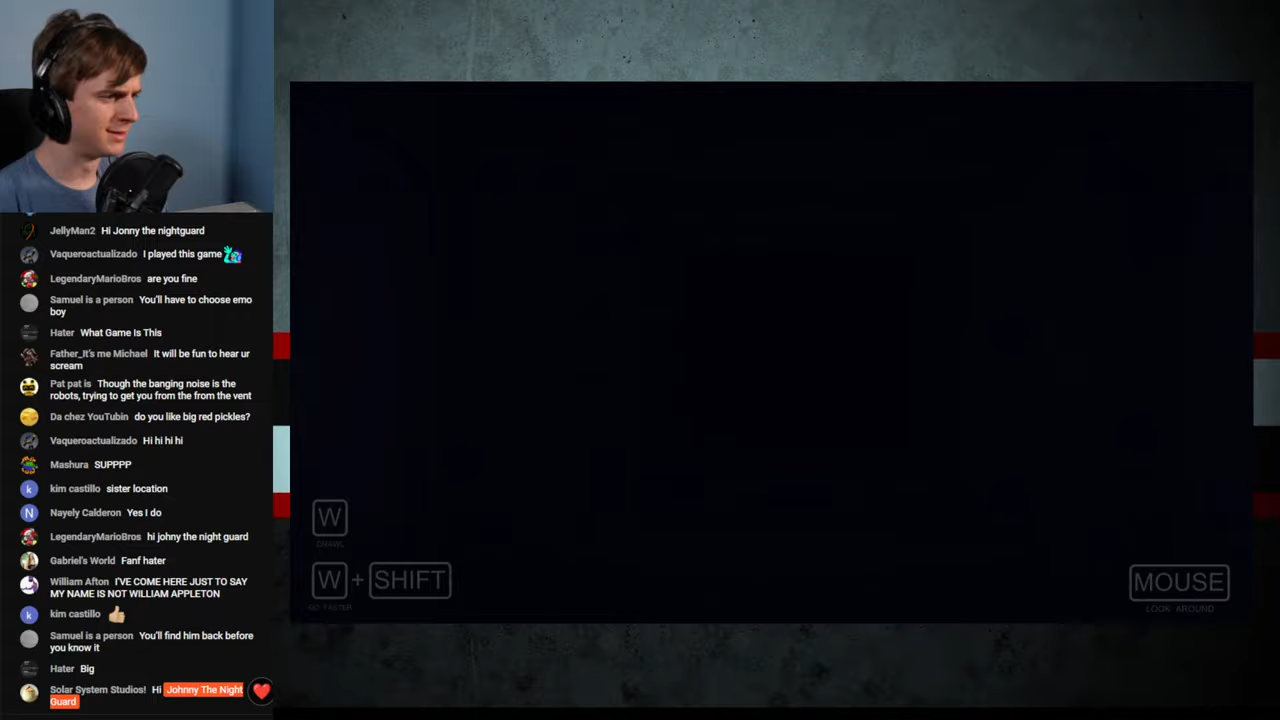 JellyMan2 Hi Jonny the nightguard
Vaqueroactualizado I played this game
LegendaryMarioBros are you fine
Samuel is a person You'll have to choose emo
boy
Hater What Game Is This
Father_It's me Michael It will be fun to hear ur
scream
Pat pat is Though the banging noise is the
robots, trying to get you from the from the vent
Da chez YouTubin do you like big red pickles?
Vaqueroactualizado Hi hi hi hi
Mashura SUPPPP
k
kim castillo sister location
N
Nayely Calderon Yes I do
LegendaryMarioBros hi johny the night guard
Gabriel's World Fanf hater
William Afton I'VE COME HERE JUST TO SAY
MY NAME IS NOT WILLIAM APPLETON
k
kim castillo
Samuel is a person You'll find him back before
you know it
Hater Big
Solar System Studios! Hi Johnny The Night
Guard
W
CRAWL
W + SHIFT
GO FASTER
MOUSE
LOOK AROUND